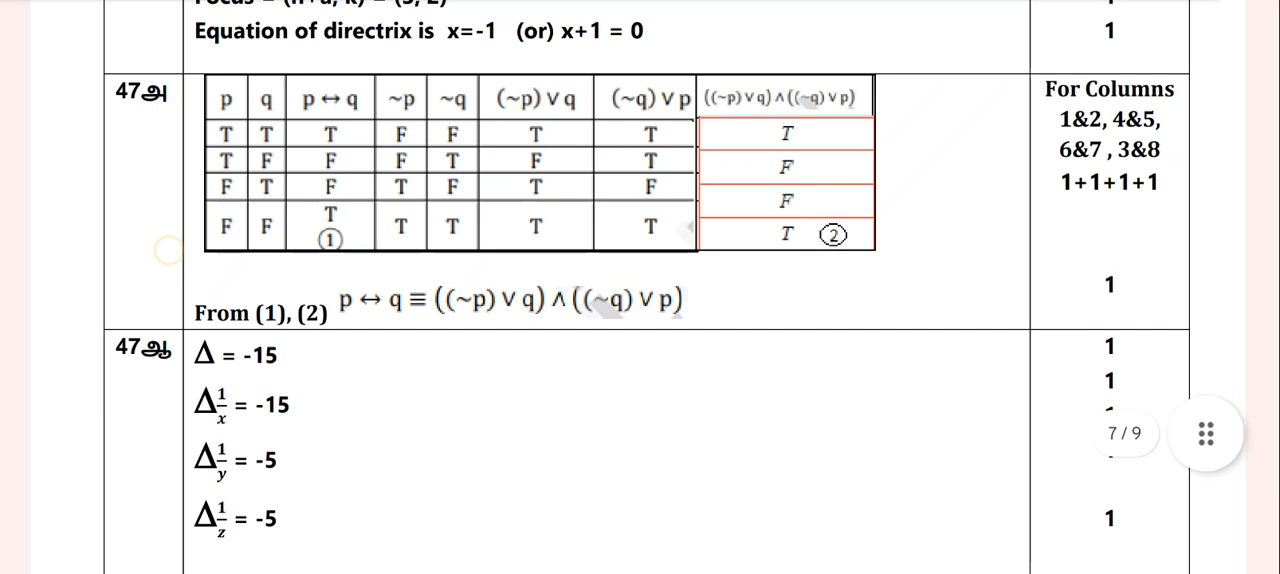 Equation of directrix is x=-1 (or) x+1 = 0 1
47அ
p q p↔q ~p ~q (~p) ∨ q (~q) ∨ p ((~p) ∨ q) ∧ ((~q) ∨ p)
T T T F F T T T
T F F F T F T F
F T F T F T F F
F F T ① T T T T T ②
For Columns
1&2, 4&5,
6&7 , 3&8
1+1+1+1
From (1), (2) p ↔ q ≡ ((~p) ∨ q) ∧ ((~q) ∨ p) 1
47ஆ Δ = -15 1
Δ1/x = -15 1
Δ1/y = -5
Δ1/z = -5 1
7 / 9